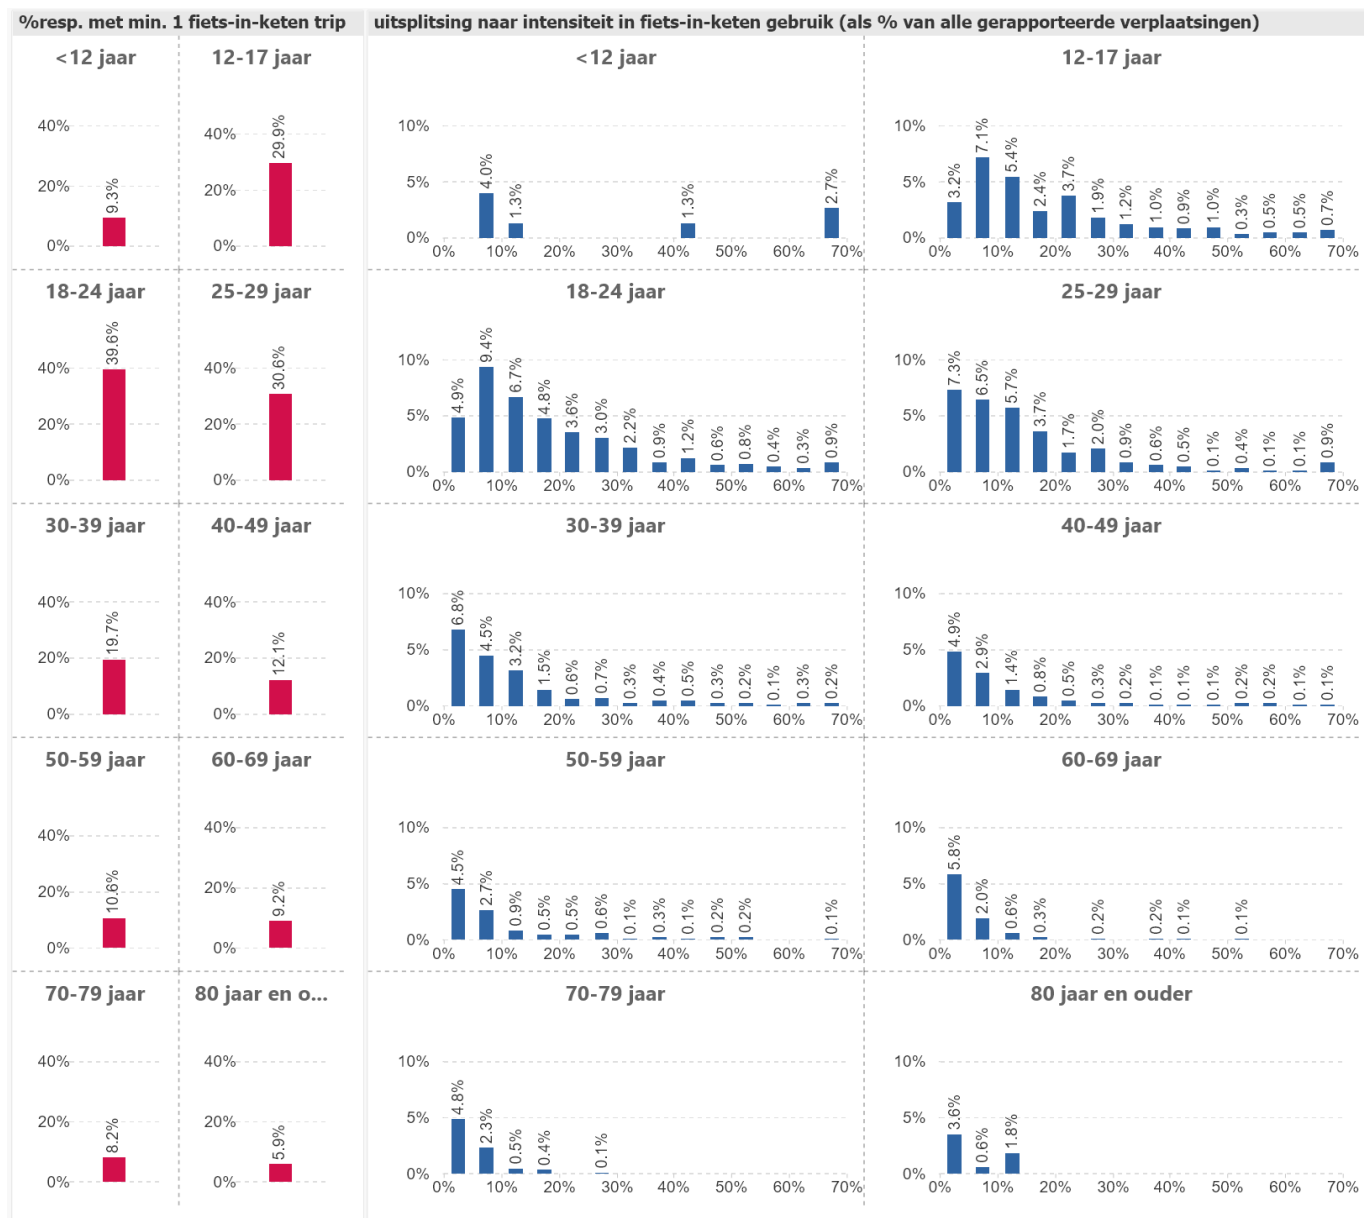 %resp. met min. 1 fiets-in-keten trip
uitsplitsing naar intensiteit in fiets-in-keten gebruik (als % van alle gerapporteerde verplaatsingen)
<12 jaar 12-17 jaar <12 jaar 12-17 jaar
40% 20% 0% 9.3%
40% 20% 0% 29.9%
10% 5% 0% 4.0% 1.3% 1.3% 2.7%
0% 10% 20% 30% 40% 50% 60% 70%
10% 5% 0% 3.2% 7.1% 5.4% 2.4% 3.7% 1.9% 1.2% 1.0% 0.9% 1.0% 0.3% 0.5% 0.5% 0.7%
0% 10% 20% 30% 40% 50% 60% 70%
18-24 jaar 25-29 jaar 18-24 jaar 25-29 jaar
40% 20% 0% 39.6%
40% 20% 0% 30.6%
10% 5% 0% 4.9% 9.4% 6.7% 4.8% 3.6% 3.0% 2.2% 0.9% 1.2% 0.6% 0.8% 0.4% 0.3% 0.9%
0% 10% 20% 30% 40% 50% 60% 70%
10% 5% 0% 7.3% 6.5% 5.7% 3.7% 1.7% 2.0% 0.9% 0.6% 0.5% 0.1% 0.4% 0.1% 0.1% 0.9%
0% 10% 20% 30% 40% 50% 60% 70%
30-39 jaar 40-49 jaar 30-39 jaar 40-49 jaar
40% 20% 0% 19.7%
40% 20% 0% 12.1%
10% 5% 0% 6.8% 4.5% 3.2% 1.5% 0.6% 0.7% 0.3% 0.4% 0.5% 0.3% 0.2% 0.1% 0.3% 0.2%
0% 10% 20% 30% 40% 50% 60% 70%
10% 5% 0% 4.9% 2.9% 1.4% 0.8% 0.5% 0.3% 0.2% 0.1% 0.1% 0.1% 0.2% 0.2% 0.1% 0.1%
0% 10% 20% 30% 40% 50% 60% 70%
50-59 jaar 60-69 jaar 50-59 jaar 60-69 jaar
40% 20% 0% 10.6%
40% 20% 0% 9.2%
10% 5% 0% 4.5% 2.7% 0.9% 0.5% 0.5% 0.6% 0.1% 0.3% 0.1% 0.2% 0.2% 0.1%
0% 10% 20% 30% 40% 50% 60% 70%
10% 5% 0% 5.8% 2.0% 0.6% 0.3% 0.2% 0.2% 0.1% 0.1%
0% 10% 20% 30% 40% 50% 60% 70%
70-79 jaar 80 jaar en o... 70-79 jaar 80 jaar en ouder
40% 20% 0% 8.2%
40% 20% 0% 5.9%
10% 5% 0% 4.8% 2.3% 0.5% 0.4% 0.1%
0% 10% 20% 30% 40% 50% 60% 70%
10% 5% 0% 3.6% 0.6% 1.8%
0% 10% 20% 30% 40% 50% 60% 70%